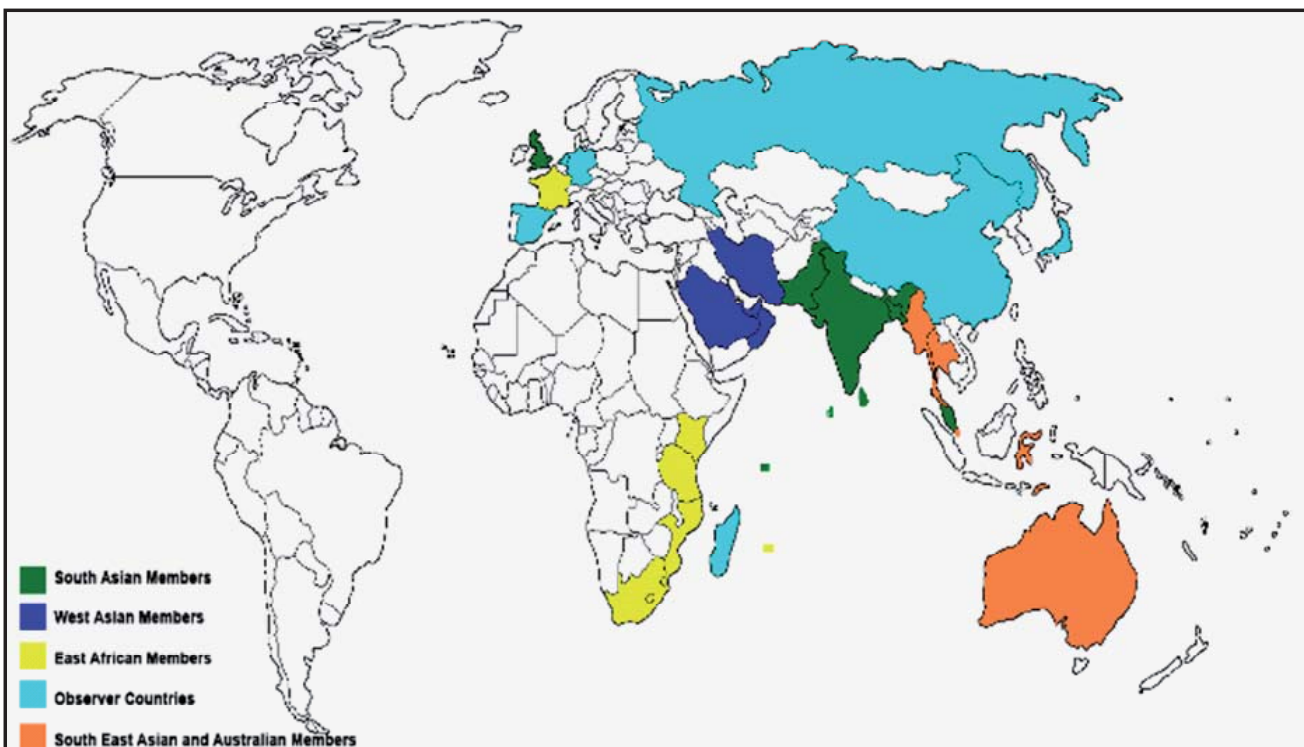 South Asian Members
West Asian Members
East African Members
Observer Countries
South East Asian and Australian Members